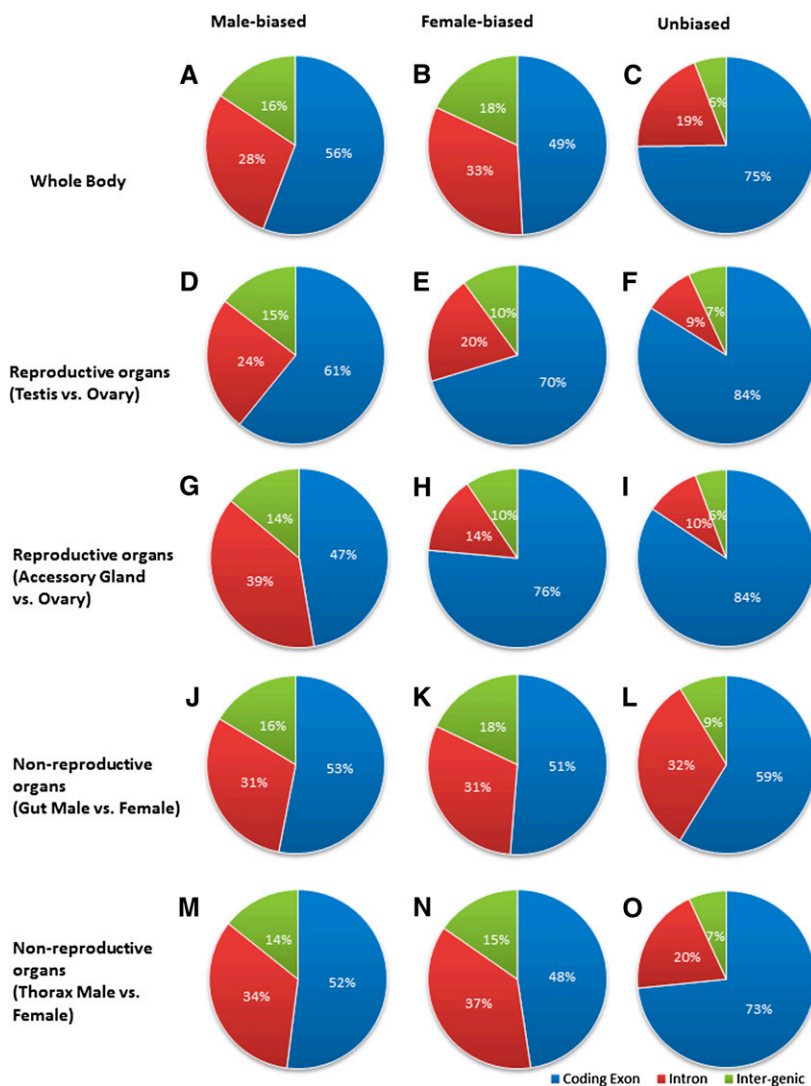 Male-biased Female-biased Unbiased
A B C
16% 18% 6%
28% 56% 33% 49% 19% 75%
Whole Body
D E F
15% 10% 7%
24% 61% 20% 70% 9% 84%
Reproductive organs
(Testis vs. Ovary)
G H I
14% 10% 6%
39% 47% 14% 76% 10% 84%
Reproductive organs
(Accessory Gland
vs. Ovary)
J K L
16% 18% 9%
31% 53% 31% 51% 32% 59%
Non-reproductive
organs
(Gut Male vs. Female)
M N O
14% 15% 7%
34% 52% 37% 48% 20% 73%
Non-reproductive
organs
(Thorax Male vs.
Female)
Coding Exon Intron Inter-genic